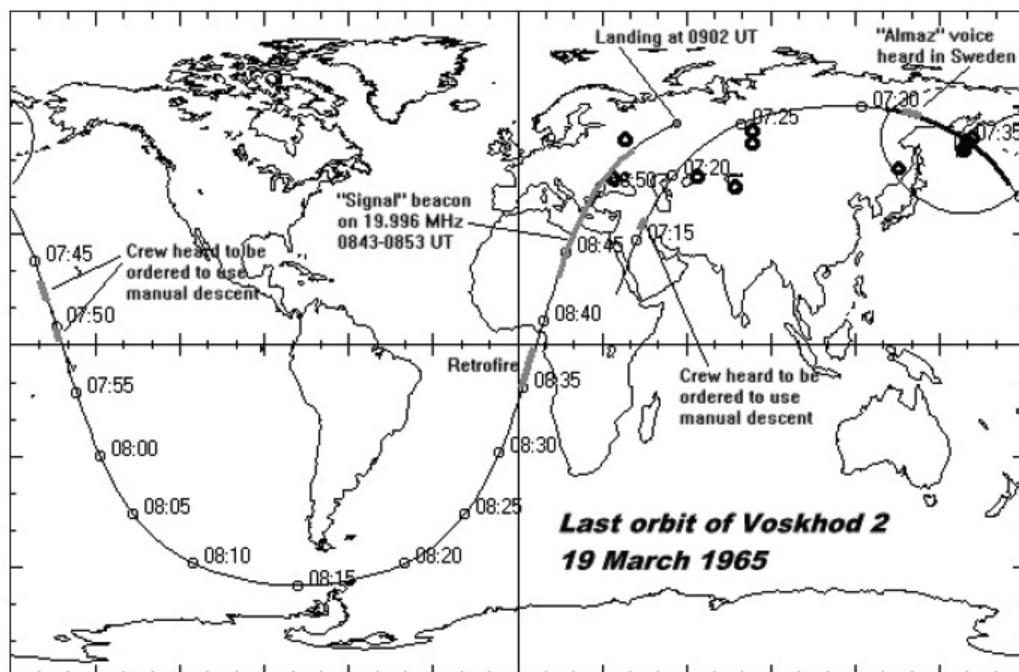 Landing at 0902 UT
"Almaz" voice
heard in Sweden
07:30
07:25
07:35
07:20
08:50
"Signal" beacon
on 19.996 MHz
0843-0853 UT
07:15
08:45
07:45
Crew heard to be
ordered to use
manual descent
07:50
08:40
Retrofire
08:35
Crew heard to be
ordered to use
manual descent
07:55
08:00
08:30
08:05
08:25
Last orbit of Voskhod 2
19 March 1965
08:10
08:20
08:15